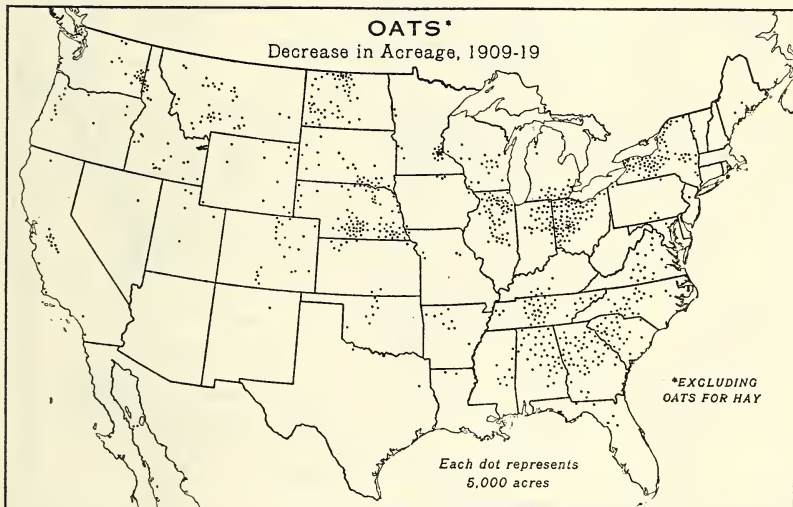 OATS*
Decrease in Acreage, 1909-19
*EXCLUDING
OATS FOR HAY
Each dot represents
5,000 acres